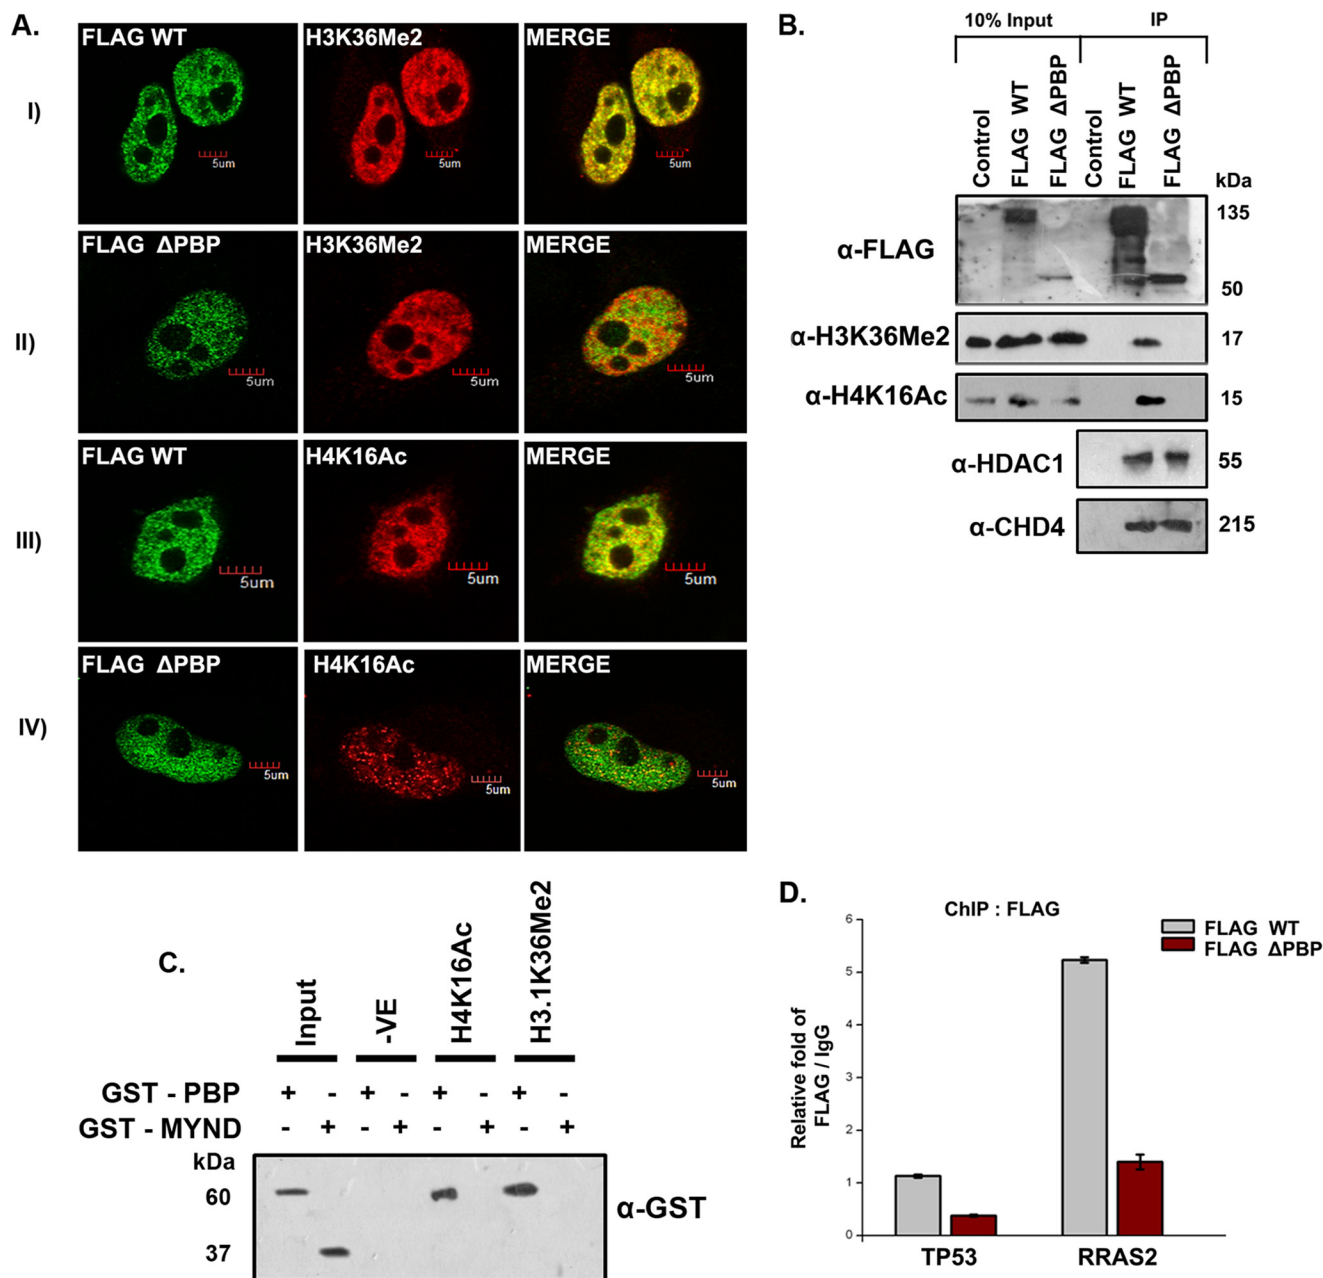 A.
I)
FLAG WT
H3K36Me2
MERGE
5um
5um
5um
II)
FLAG ΔPBP
H3K36Me2
MERGE
5um
5um
5um
III)
FLAG WT
H4K16Ac
MERGE
5um
5um
5um
IV)
FLAG ΔPBP
H4K16Ac
MERGE
5um
5um
5um
B.
10% Input
IP
Control
FLAG WT
FLAG ΔPBP
Control
FLAG WT
FLAG ΔPBP
kDa
α-FLAG
135
50
α-H3K36Me2
17
α-H4K16Ac
15
α-HDAC1
55
α-CHD4
215
C.
Input
-VE
H4K16Ac
H3.1K36Me2
GST - PBP + - + - + - + -
GST - MYND - + - + - + - +
kDa
60
37
α-GST
D.
ChIP : FLAG
FLAG WT
FLAG ΔPBP
Relative fold of
FLAG / IgG
6
5
4
3
2
1
0
TP53
RRAS2